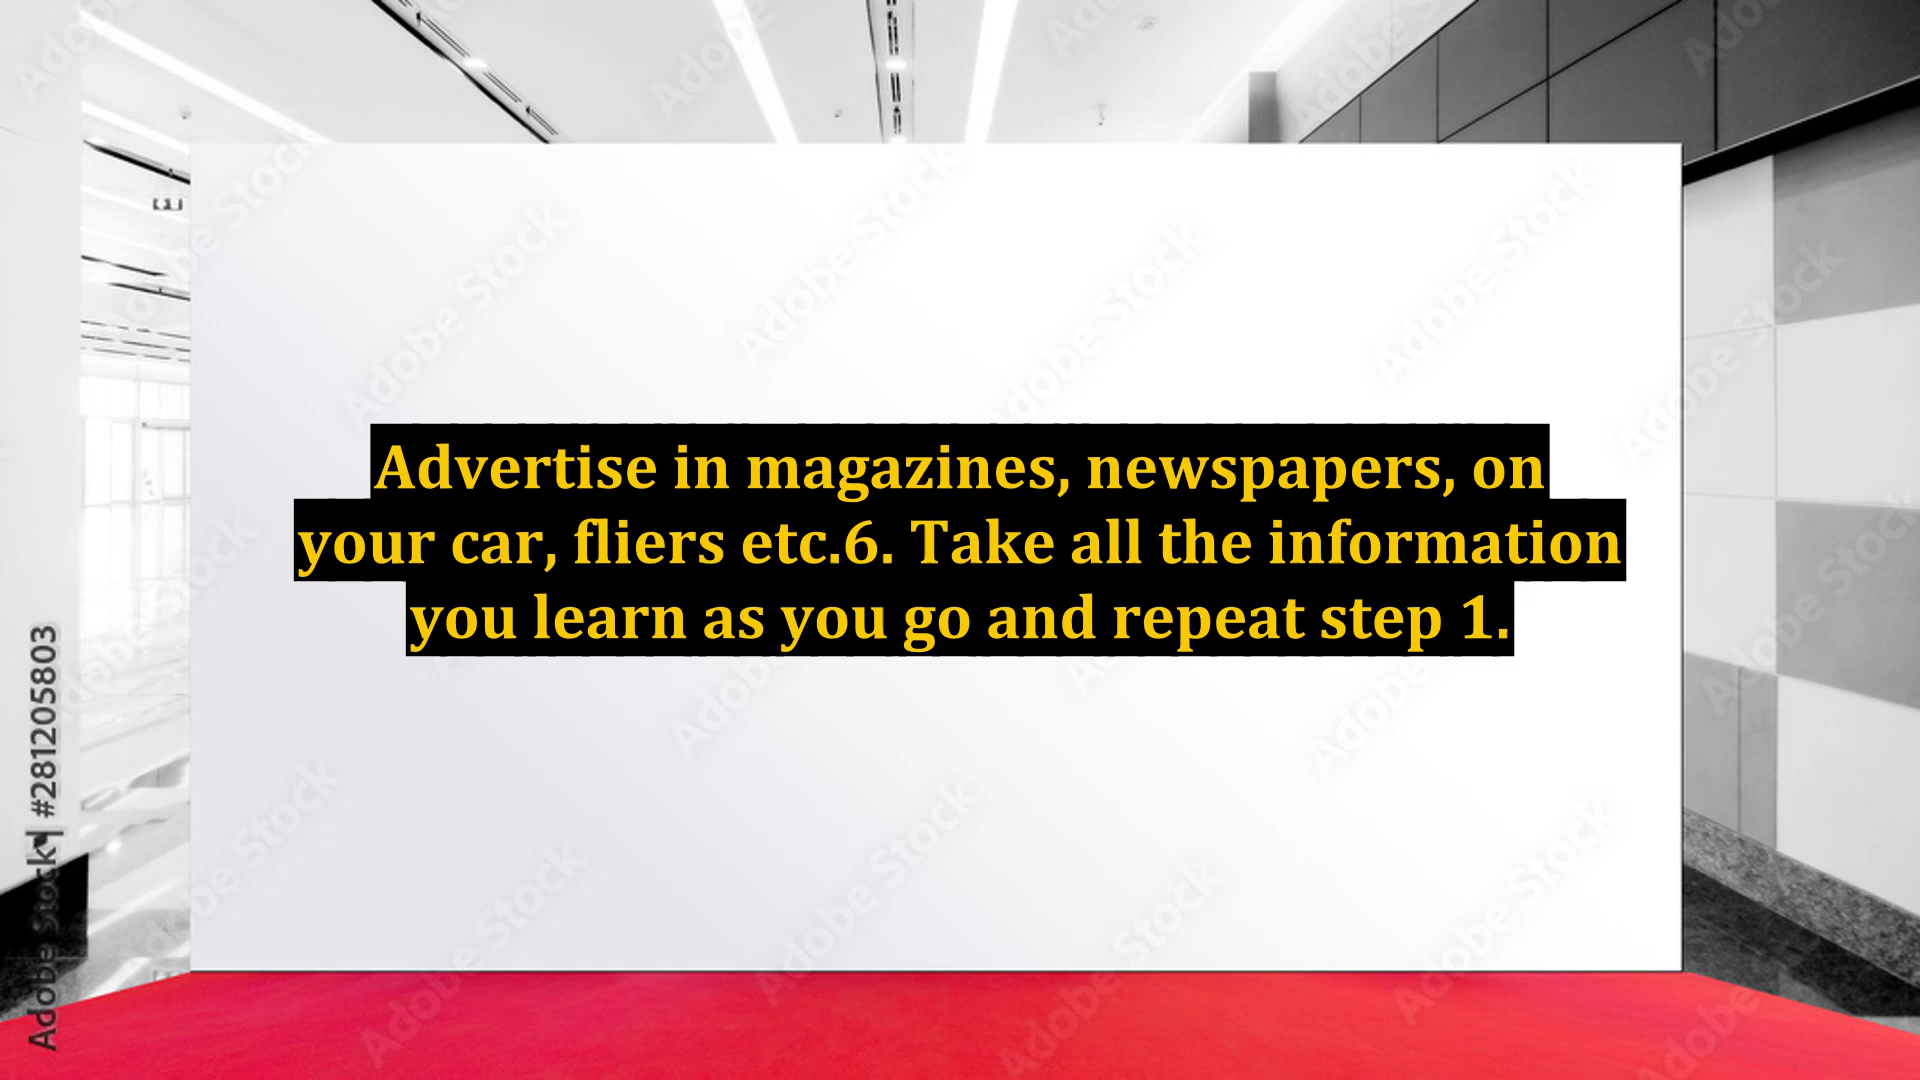 Advertise in magazines, newspapers, on
your car, fliers etc.6. Take all the information
you learn as you go and repeat step 1.
Adobe Stock | #281205803